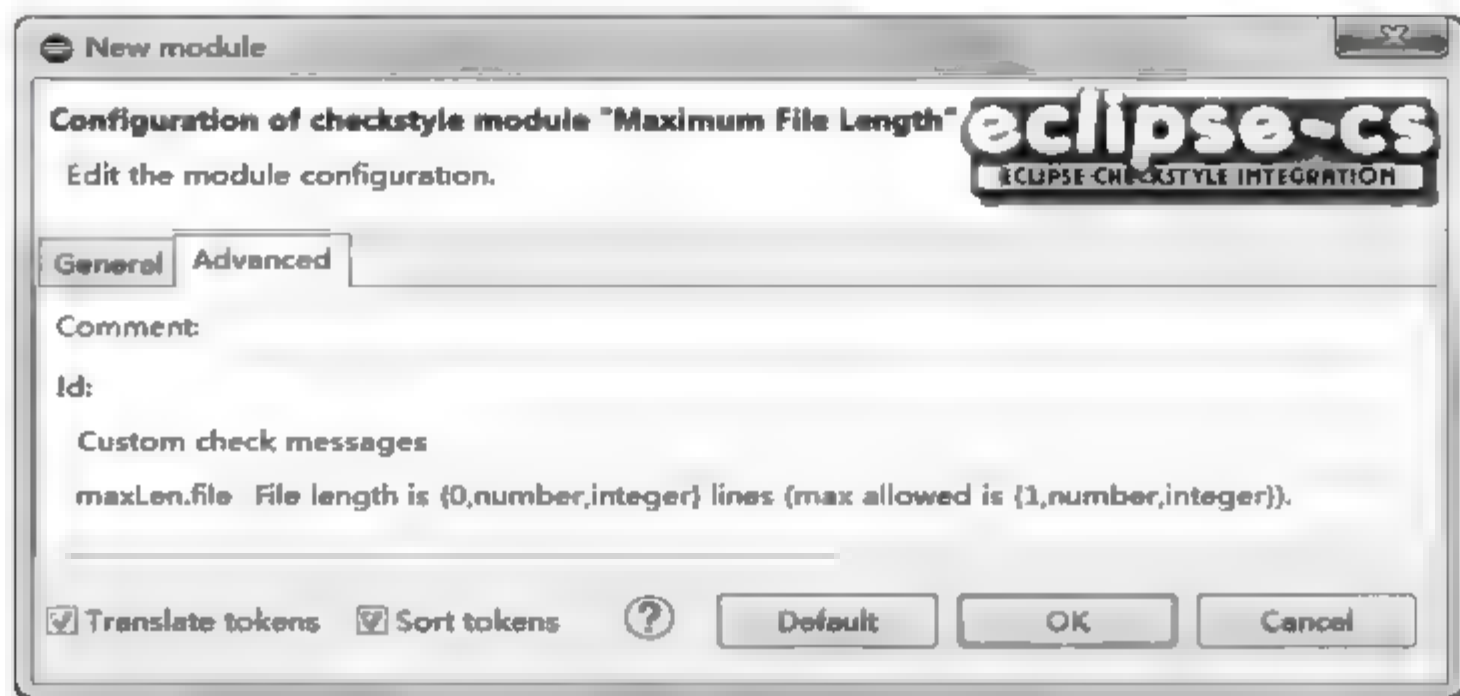 New module
Configuration of checkstyle module "Maximum File Length"
eclipse-cs
Edit the module configuration.
ECLIPSE CHECKSTYLE INTEGRATION
General Advanced
Comment:
Id:
Custom check messages
maxLen.file File length is {0,number,integer} lines (max allowed is {1,number,integer}).
Translate tokens Sort tokens ? Default OK Cancel